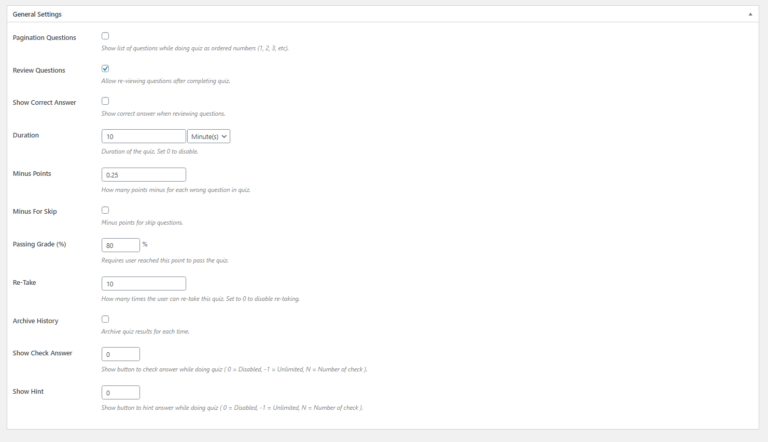 General Settings
Pagination Questions
Show list of questions while doing quiz as ordered numbers (1, 2, 3, etc).
Review Questions
Allow re-viewing questions after completing quiz.
Show Correct Answer
Show correct answer when reviewing questions.
Duration 10 Minute(s)
Duration of the quiz. Set 0 to disable.
Minus Points 0.25
How many points minus for each wrong question in quiz.
Minus For Skip
Minus points for skip questions.
Passing Grade (%) 80 %
Requires user reached this point to pass the quiz.
Re-Take 10
How many times the user can re-take this quiz. Set to 0 to disable re-taking.
Archive History
Archive quiz results for each time.
Show Check Answer 0
Show button to check answer while doing quiz ( 0 = Disabled, -1 = Unlimited, N = Number of check ).
Show Hint 0
Show button to hint answer while doing quiz ( 0 = Disabled, -1 = Unlimited, N = Number of check ).